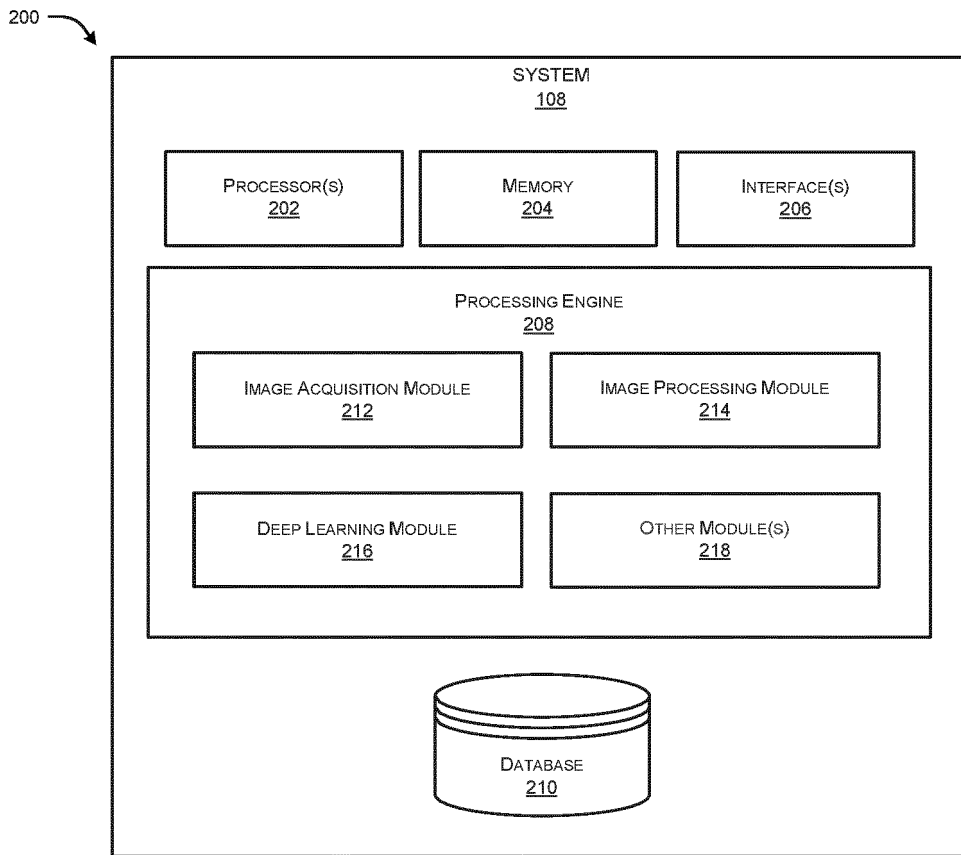 200
SYSTEM
108
PROCESSOR(S)
202
MEMORY
204
INTERFACE(S)
206
PROCESSING ENGINE
208
IMAGE ACQUISITION MODULE
212
IMAGE PROCESSING MODULE
214
DEEP LEARNING MODULE
216
OTHER MODULE(S)
218
DATABASE
210